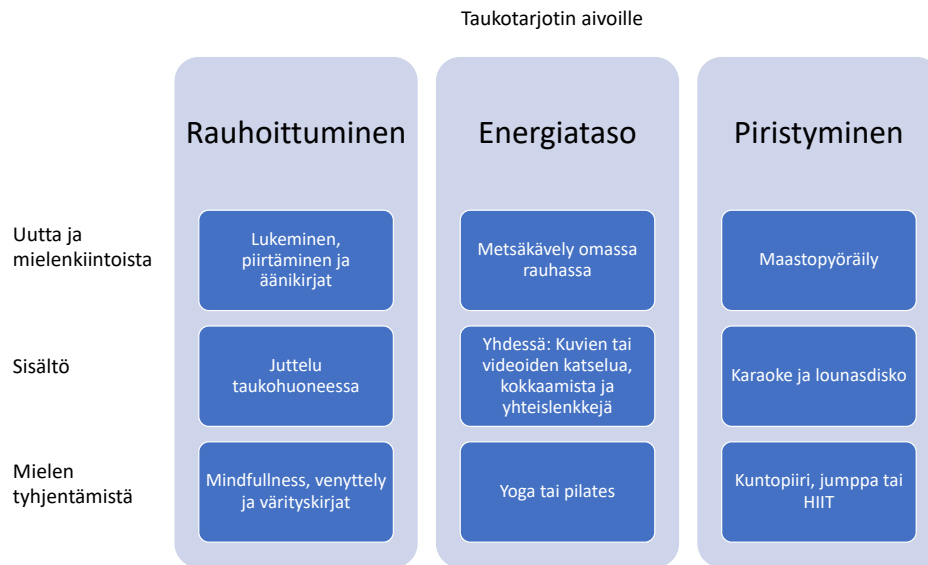 Taukotarjotin aivoille
Rauhoittuminen
Energiataso
Piristyminen
Uutta ja
mielenkiintoista
Lukeminen,
piirtäminen ja
äänikirjat
Metsäkävely omassa
rauhassa
Maastopyöräily
Sisältö
Juttelu
taukohuoneessa
Yhdessä: Kuvien tai
videoiden katselua,
kokkaamista ja
yhteislenkkejä
Karaoke ja lounasdisko
Mielen
tyhjentämistä
Mindfullness, venyttely
ja värityskirjat
Yoga tai pilates
Kuntopiiri, jumppa tai
HIIT